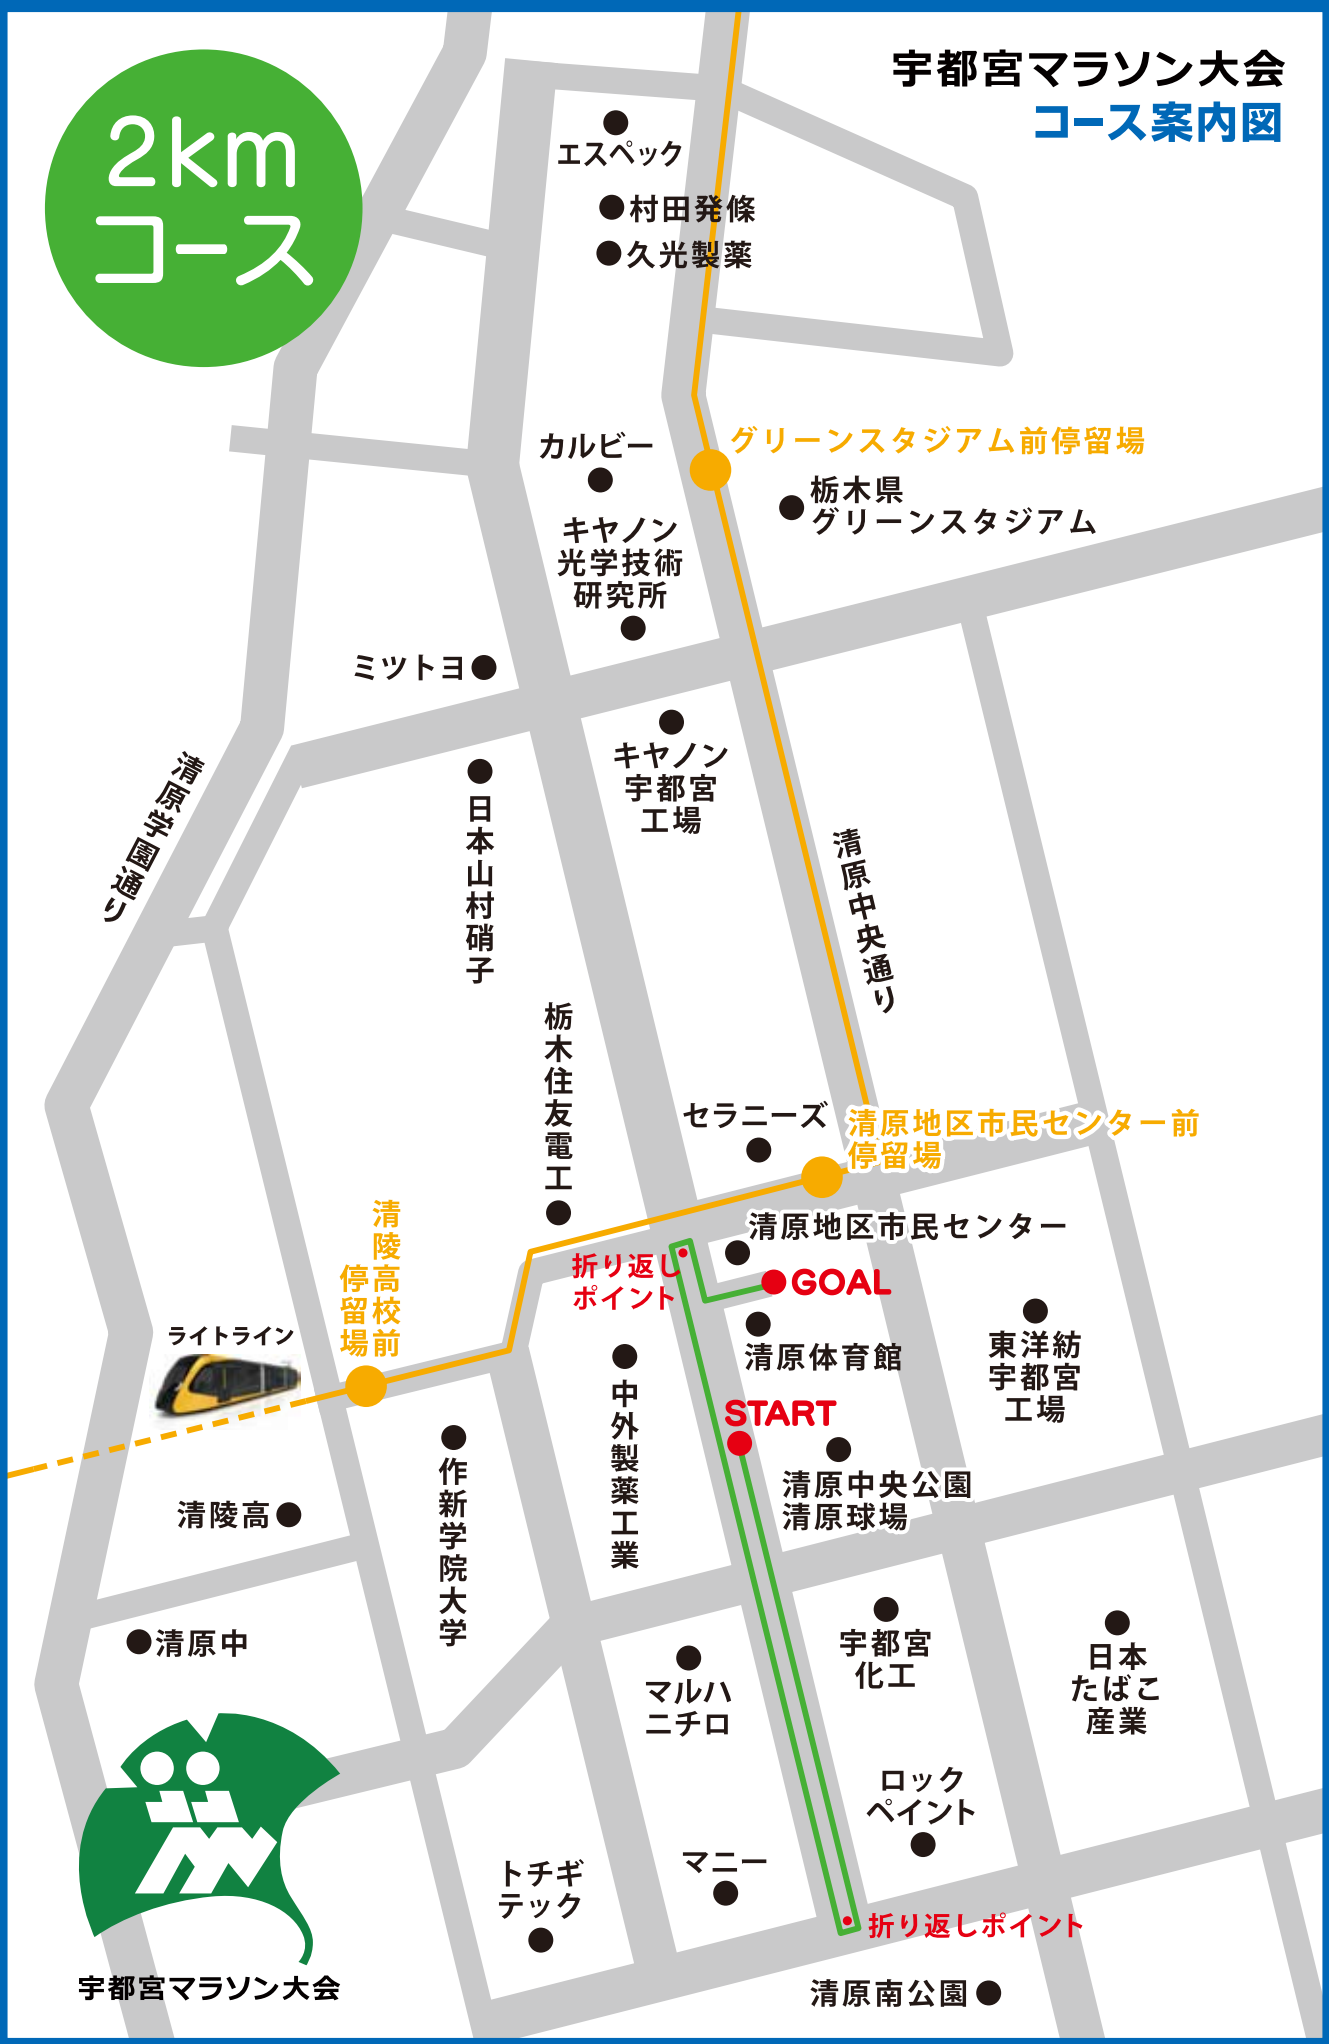 宇都宮マラソン大会
コース案内図
2km
コース
エスペック
村田発條
久光製薬
グリーンスタジアム前停留場
カルビー
栃木県
グリーンスタジアム
キヤノン
光学技術
研究所
ミツトヨ
キヤノン
宇都宮
工場
清原学園通り
日本山村硝子
清原中央通り
栃木住友電工
セラニーズ
清原地区市民センター前
停留場
清原地区市民センター
清陵高校前
停留場
折り返し
ポイント
GOAL
ライトライン
清原体育館
東洋紡
宇都宮
工場
中外製薬工業
START
作新学院大学
清原中央公園
清原球場
清陵高
清原中
宇都宮
化工
日本
たばこ
産業
マルハ
ニチロ
ロック
ペイント
トチギ
テック
マニー
折り返しポイント
清原南公園
宇都宮マラソン大会